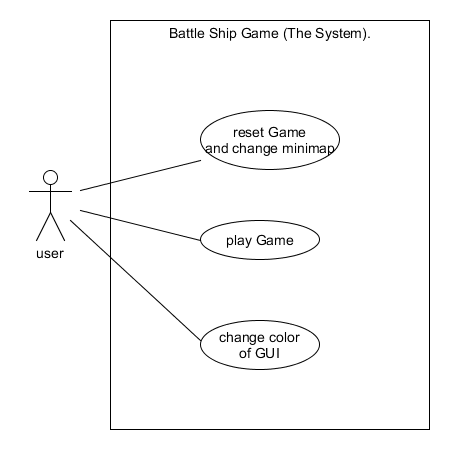 Battle Ship Game (The System).
reset Game
and change minimap
user
play Game
change color
of GUI